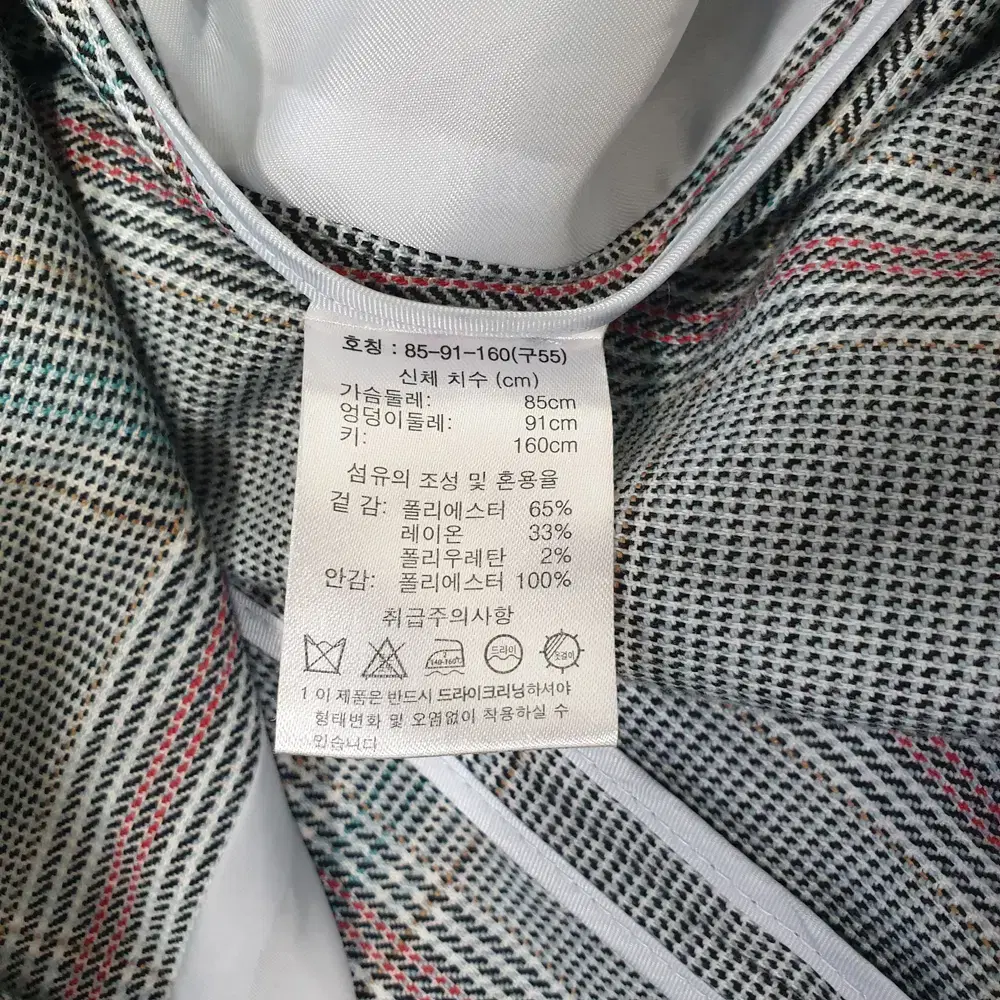 호칭 : 85-91-160(구55)
신체 치수 (cm)
가슴둘레: 85cm
엉덩이둘레: 91cm
키: 160cm
섬유의 조성 및 혼용율
겉 감: 폴리에스터 65%
레이온 33%
폴리우레탄 2%
안감: 폴리에스터 100%
취급주의사항
140-160℃ 드라이 옷걸이
1 이 제품은 반드시 드라이크리닝하셔야
형태변화 및 오염없이 착용하실 수
있습니다